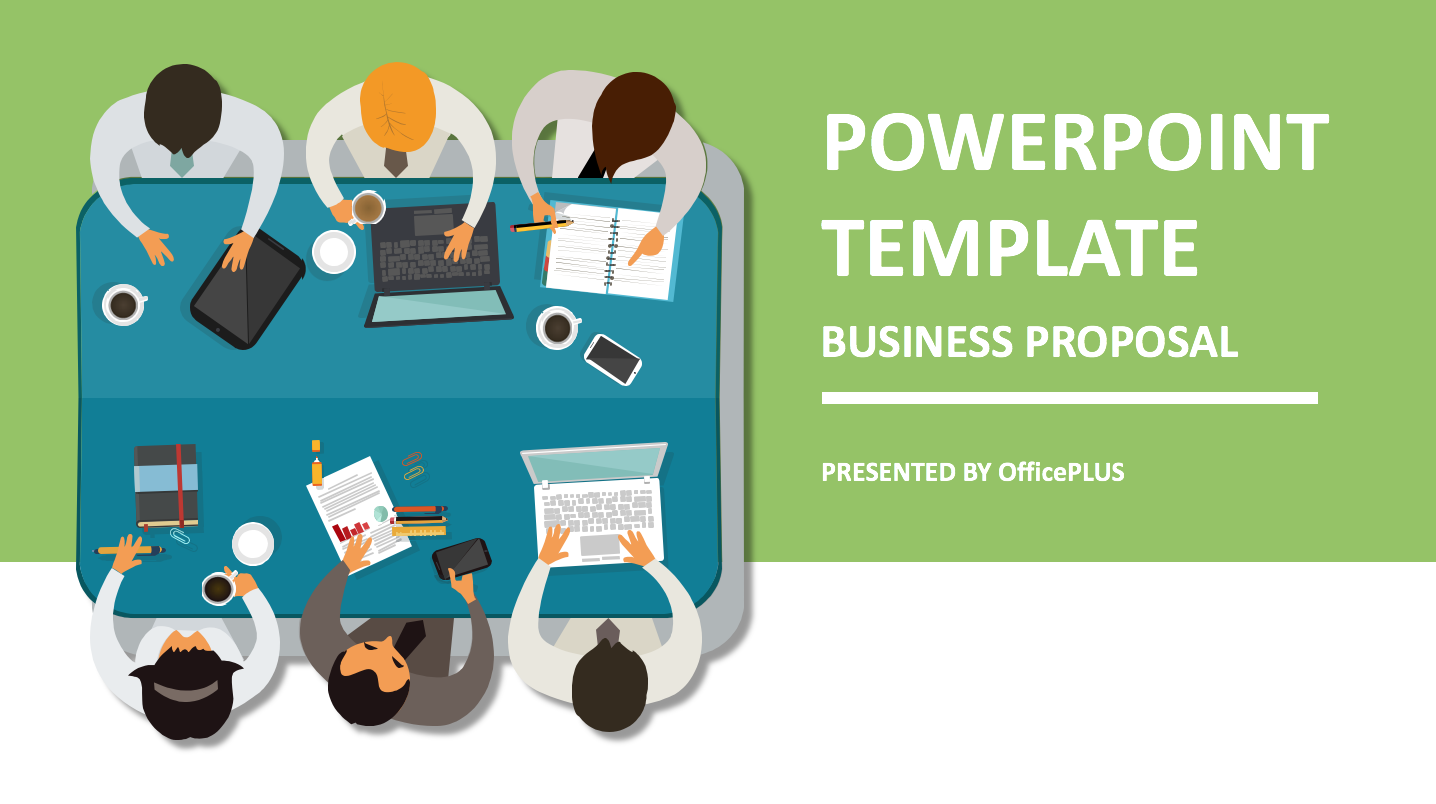 POWERPOINT
TEMPLATE
BUSINESS PROPOSAL
PRESENTED BY OfficePLUS